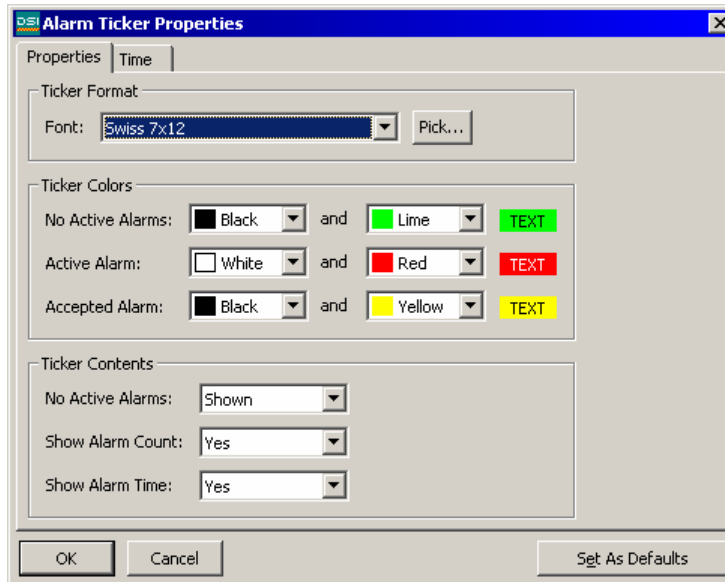 DSI Alarm Ticker Properties
Properties Time
Ticker Format
Font: Swiss 7x12 Pick...
Ticker Colors
No Active Alarms: Black and Lime TEXT
Active Alarm: White and Red TEXT
Accepted Alarm: Black and Yellow TEXT
Ticker Contents
No Active Alarms: Shown
Show Alarm Count: Yes
Show Alarm Time: Yes
OK Cancel Set As Defaults